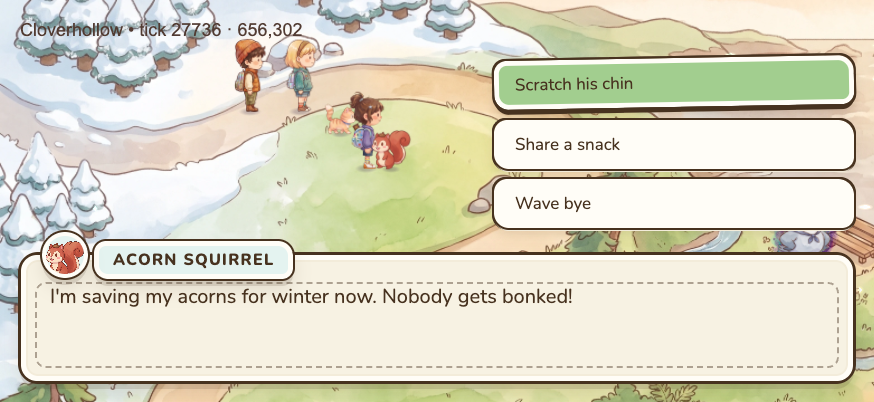 Cloverhollow • tick 27736 · 656,302
Scratch his chin
Share a snack
Wave bye
ACORN SQUIRREL
I'm saving my acorns for winter now. Nobody gets bonked!